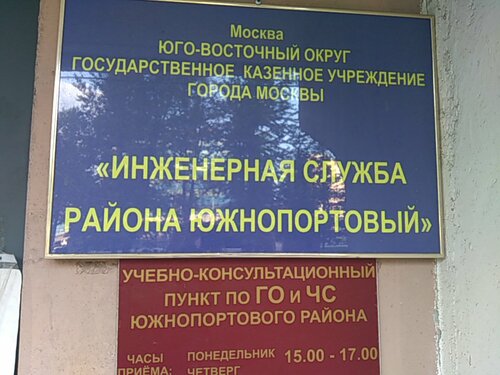 Москва
ЮГО-ВОСТОЧНЫЙ ОКРУГ
ГОСУДАРСТВЕННОЕ КАЗЕННОЕ УЧРЕЖДЕНИЕ
ГОРОДА МОСКВЫ
«ИНЖЕНЕРНАЯ СЛУЖБА
РАЙОНА ЮЖНОПОРТОВЫЙ»
УЧЕБНО-КОНСУЛЬТАЦИОННЫЙ
ПУНКТ ПО ГО и ЧС
ЮЖНОПОРТОВОГО РАЙОНА
ЧАСЫ ПОНЕДЕЛЬНИК 15.00 - 17.00
ПРИЁМА: ЧЕТВЕРГ